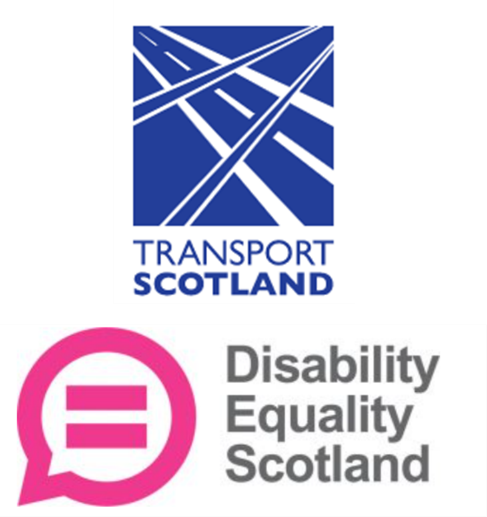 TRANSPORT
SCOTLAND
Disability
Equality
Scotland